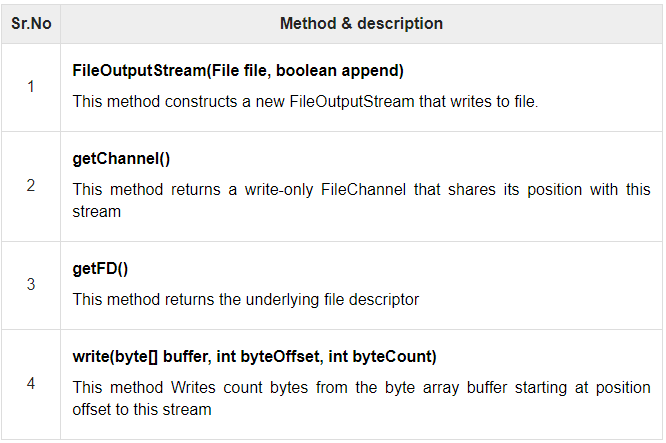 Sr.No Method & description
1
FileOutputStream(File file, boolean append)
This method constructs a new FileOutputStream that writes to file.
2
getChannel()
This method returns a write-only FileChannel that shares its position with this
stream
3
getFD()
This method returns the underlying file descriptor
4
write(byte[] buffer, int byteOffset, int byteCount)
This method Writes count bytes from the byte array buffer starting at position
offset to this stream